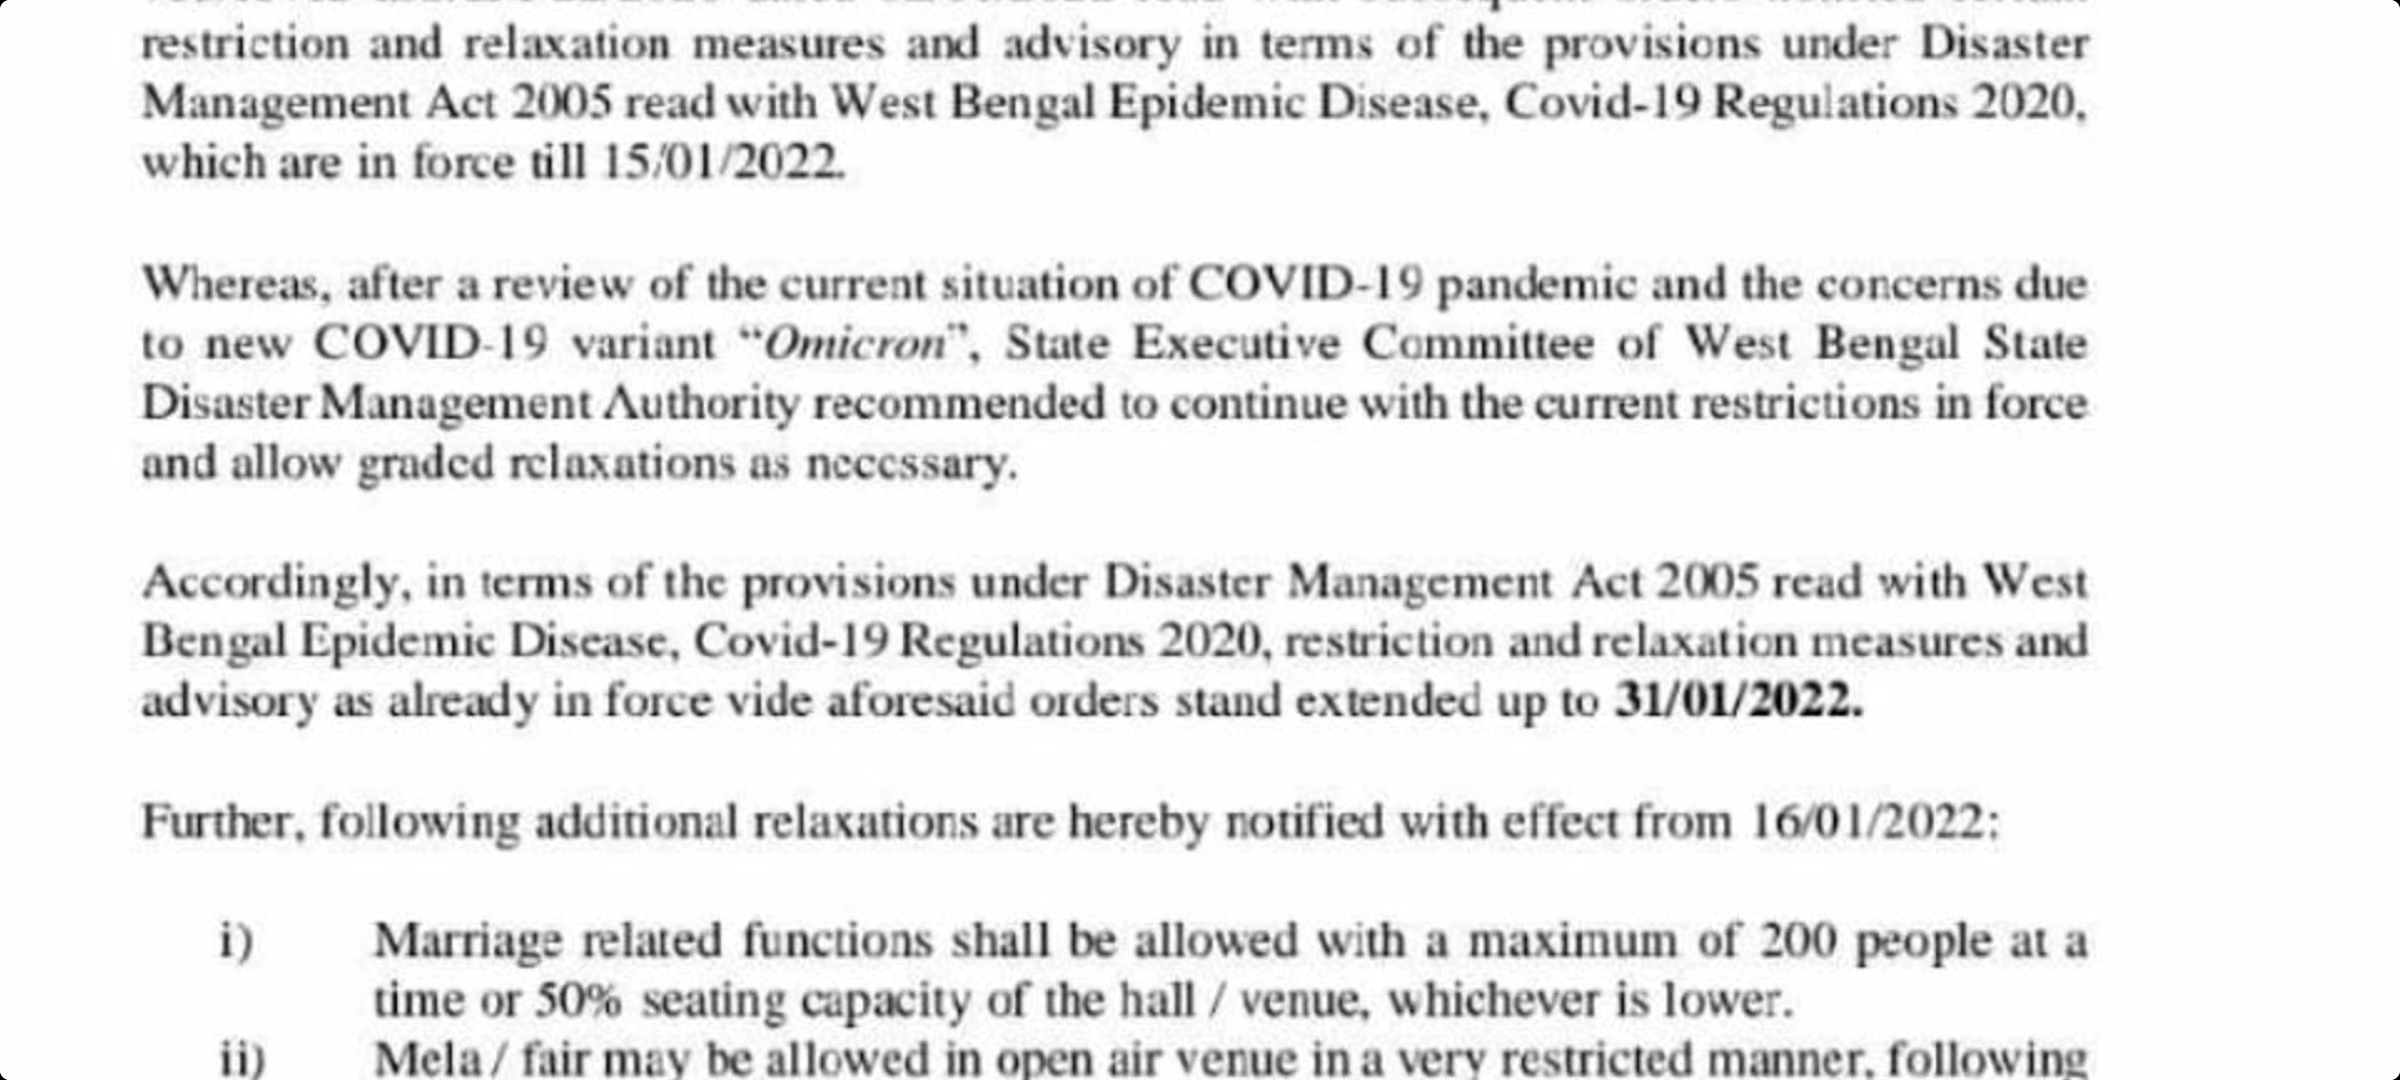 restriction and relaxation measures and advisory in terms of the provisions under Disaster
Management Act 2005 read with West Bengal Epidemic Disease, Covid-19 Regulations 2020,
which are in force till 15/01/2022.
Whereas, after a review of the current situation of COVID-19 pandemic and the concerns due
to new COVID-19 variant “Omicron”, State Executive Committee of West Bengal State
Disaster Management Authority recommended to continue with the current restrictions in force
and allow graded relaxations as necessary.
Accordingly, in terms of the provisions under Disaster Management Act 2005 read with West
Bengal Epidemic Disease, Covid-19 Regulations 2020, restriction and relaxation measures and
advisory as already in force vide aforesaid orders stand extended up to 31/01/2022.
Further, following additional relaxations are hereby notified with effect from 16/01/2022:
i) Marriage related functions shall be allowed with a maximum of 200 people at a
time or 50% seating capacity of the hall / venue, whichever is lower.
ii) Mela / fair may be allowed in open air venue in a very restricted manner, following